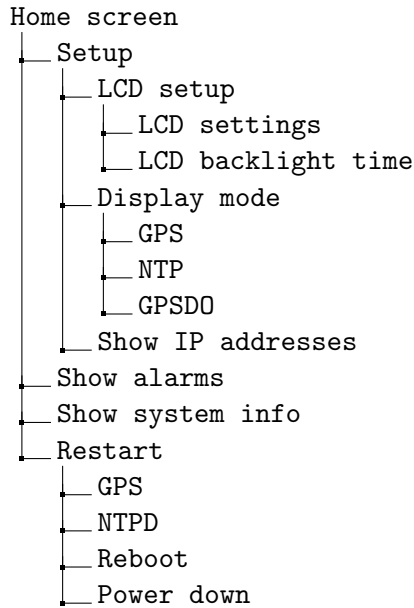 Home screen
Setup
LCD setup
LCD settings
LCD backlight time
Display mode
GPS
NTP
GPSDO
Show IP addresses
Show alarms
Show system info
Restart
GPS
NTPD
Reboot
Power down